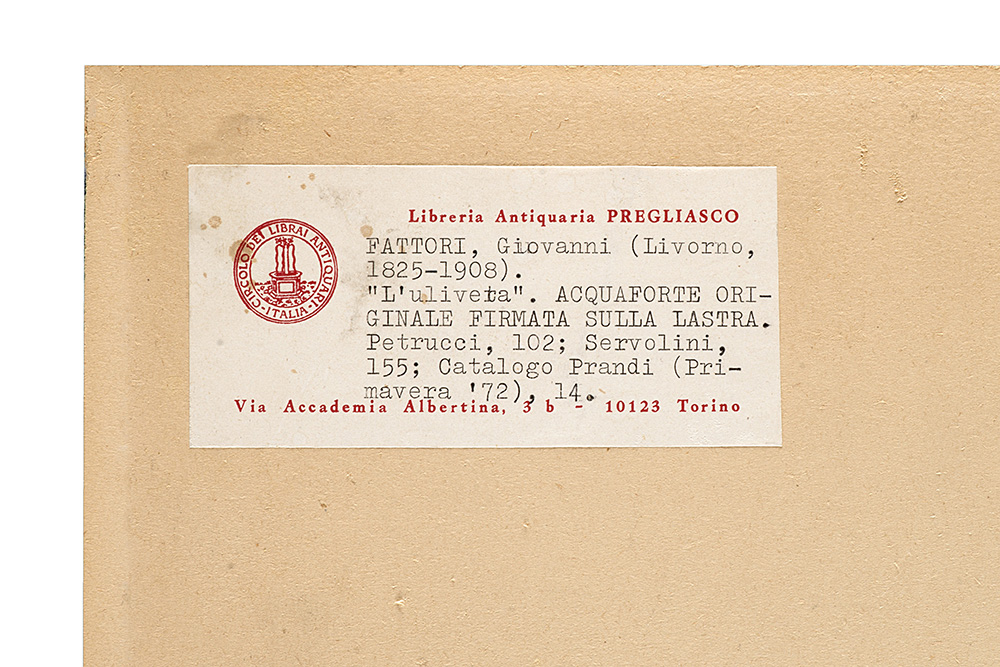 Libreria Antiquaria PREGLIASCO
CIRCOLO DEI LIBRAI ANTIQUARI
-ITALIA-
FATTORI, Giovanni (Livorno,
1825-1908).
"L'uliveta". ACQUAFORTE ORI-
GINALE FIRMATA SULLA LASTRA.
Petrucci, 102; Servolini,
155; Catalogo Prandi (Pri-
mavera '72), 14.
Via Accademia Albertina, 3 b - 10123 Torino